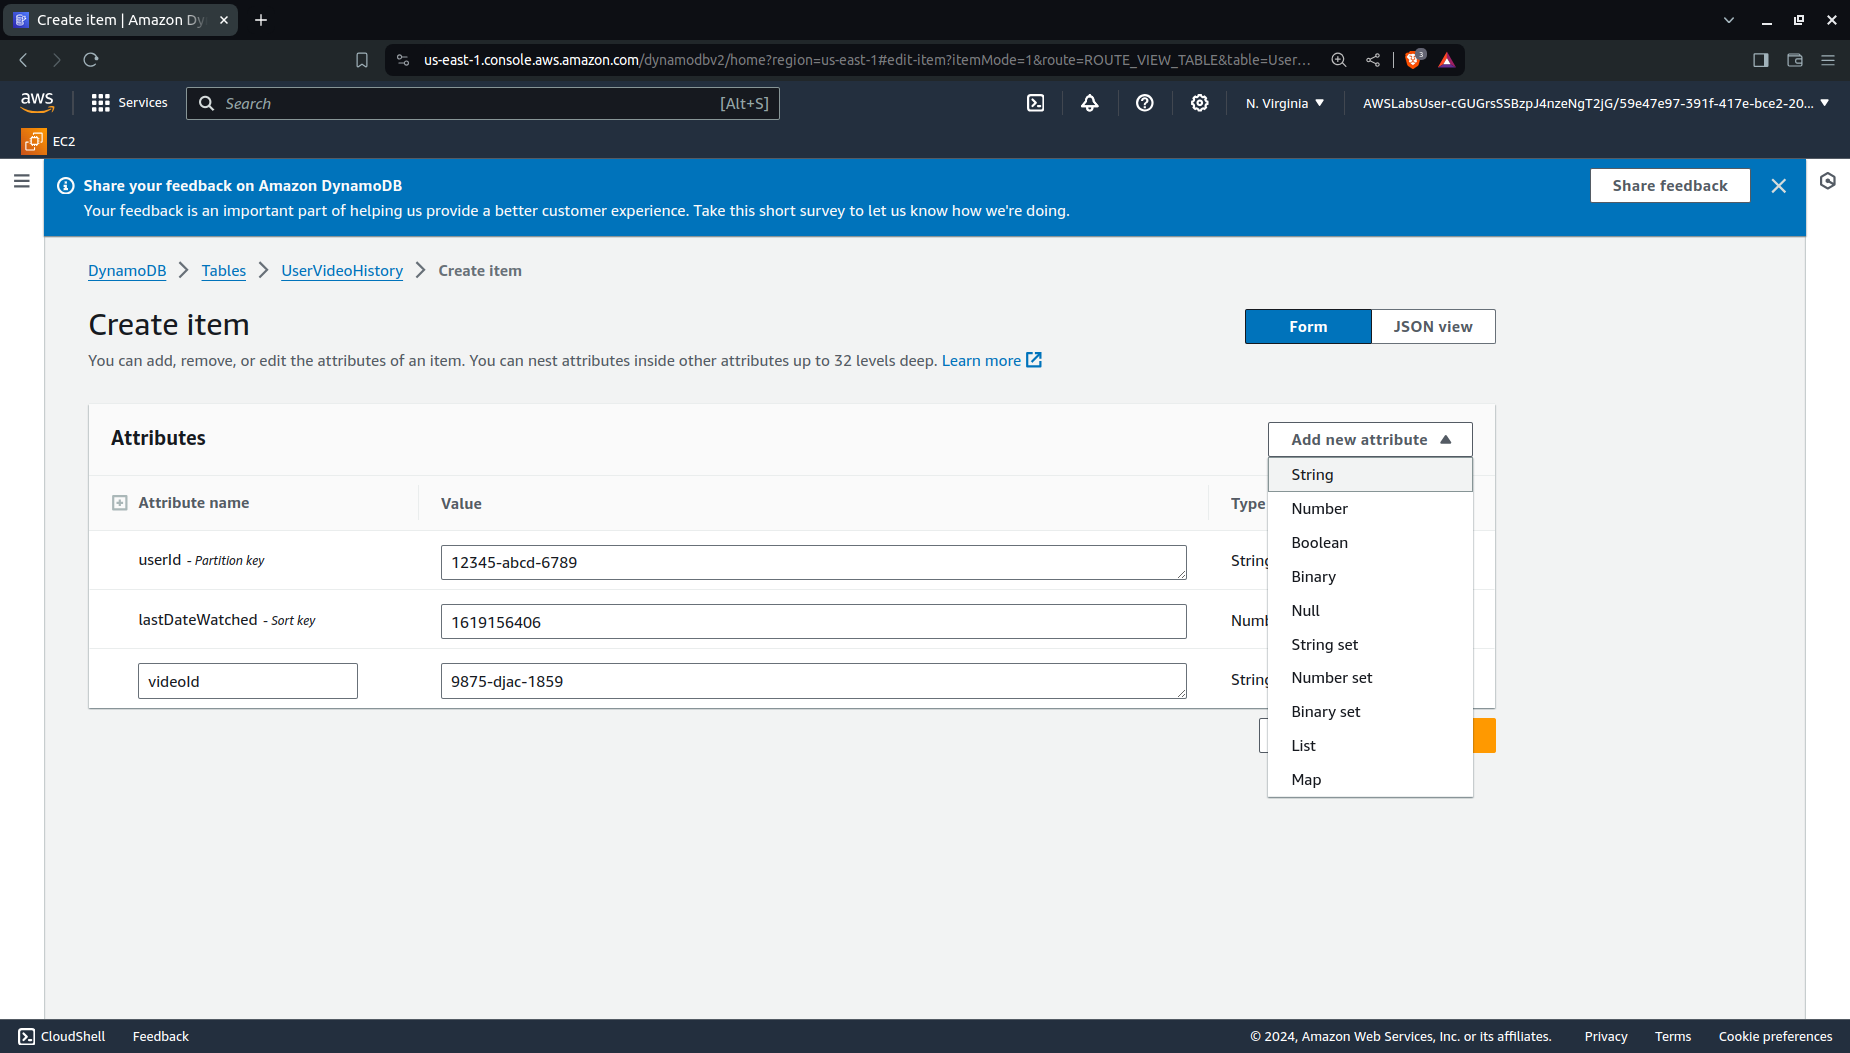 Create item | Amazon Dy
us-east-1.console.aws.amazon.com/dynamodbv2/home?region=us-east-1#edit-item?itemMode=1&route=ROUTE_VIEW_TABLE&table=User...
3
aws
Services
Search
[Alt+S]
N. Virginia
AWSLabsUser-cGUGrsSSBzpJ4nzeNgT2JG/59e47e97-391f-417e-bce2-20...
EC2
Share your feedback on Amazon DynamoDB
Your feedback is an important part of helping us provide a better customer experience. Take this short survey to let us know how we're doing.
Share feedback
DynamoDB > Tables > UserVideoHistory > Create item
Create item
Form
JSON view
You can add, remove, or edit the attributes of an item. You can nest attributes inside other attributes up to 32 levels deep. Learn more
Attributes
Add new attribute
Attribute name
Value
Type
userId - Partition key
12345-abcd-6789
String
lastDateWatched - Sort key
1619156406
Numb
videoId
9875-djac-1859
String
String
Number
Boolean
Binary
Null
String set
Number set
Binary set
List
Map
CloudShell
Feedback
© 2024, Amazon Web Services, Inc. or its affiliates.
Privacy
Terms
Cookie preferences